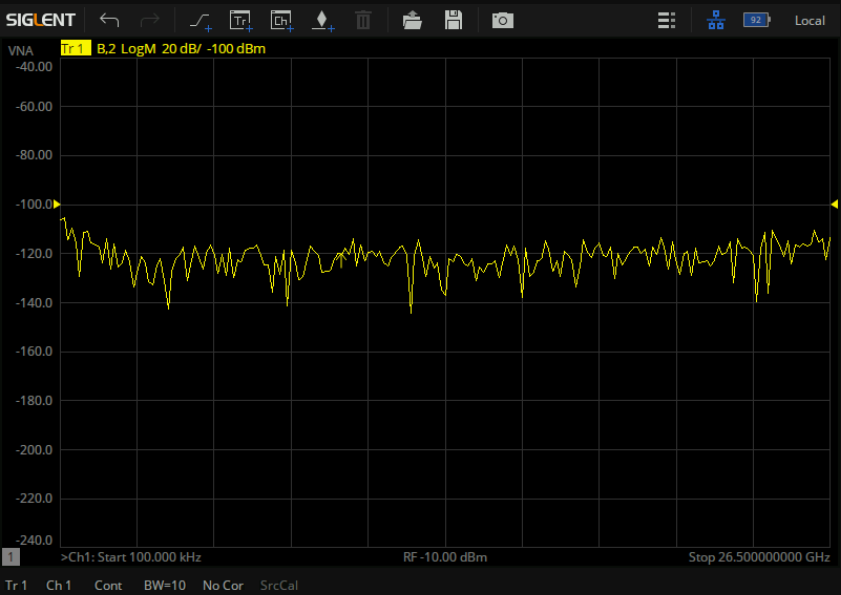 SIGLENT Tr Ch 92 Local
VNA Tr 1 B,2 LogM 20 dB/ -100 dBm
-40.00
-60.00
-80.00
-100.0
-120.0
-140.0
-160.0
-180.0
-200.0
-220.0
-240.0
1 >Ch1: Start 100.000 kHz RF -10.00 dBm Stop 26.500000000 GHz
Tr 1 Ch 1 Cont BW=10 No Cor SrcCal